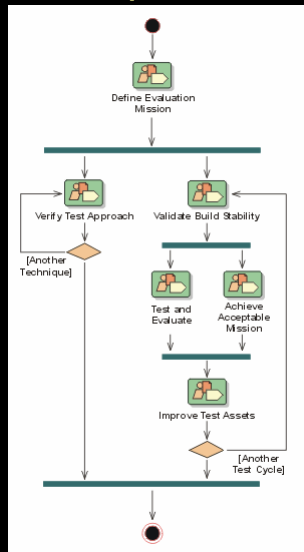 Define Evaluation
Mission
Verify Test Approach
Validate Build Stability
[Another
Technique]
Test and
Evaluate
Achieve
Acceptable
Mission
Improve Test Assets
[Another
Test Cycle]